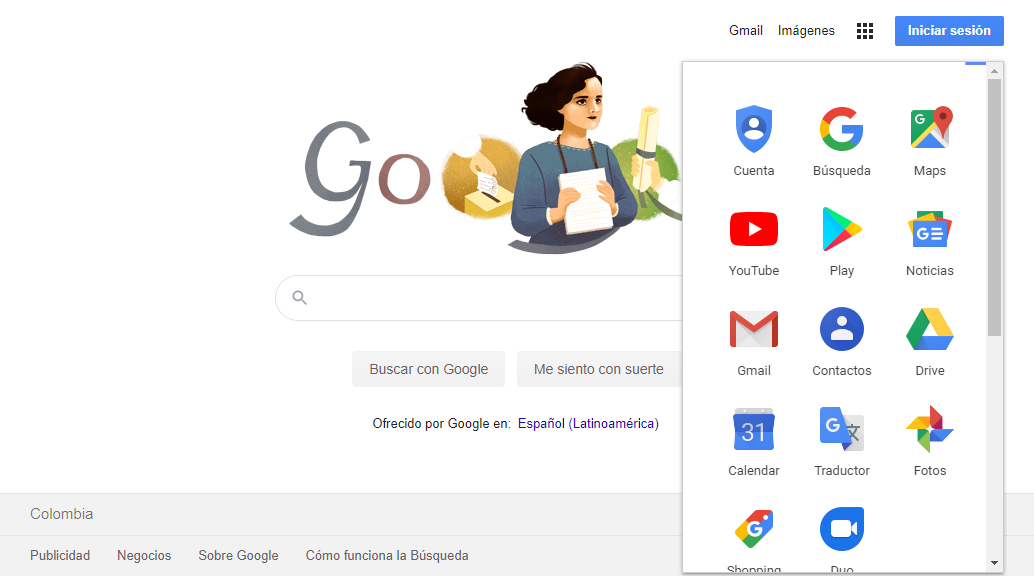 Gmail Imágenes Iniciar sesión
Google
Cuenta Búsqueda Maps
YouTube Play Noticias
Gmail Contactos Drive
31
Calendar Traductor Fotos
Shopping Duo
Buscar con Google Me siento con suerte
Ofrecido por Google en: Español (Latinoamérica)
Colombia
Publicidad Negocios Sobre Google Cómo funciona la Búsqueda